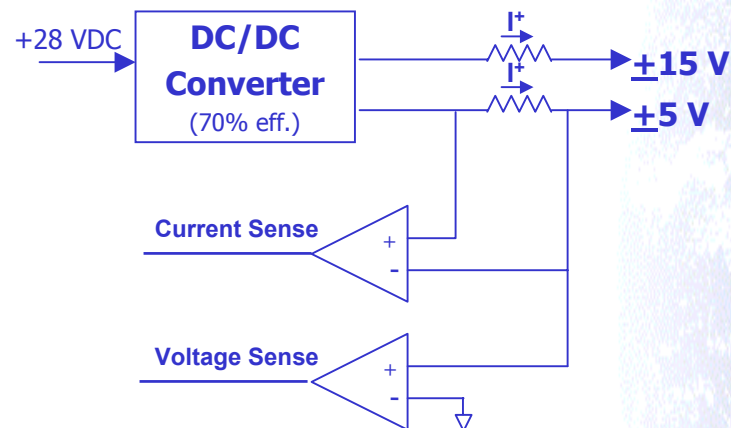 I+
+28 VDC
DC/DC
Converter
(70% eff.)
±15 V
I+
±5 V
Current Sense
+
-
Voltage Sense
+
-